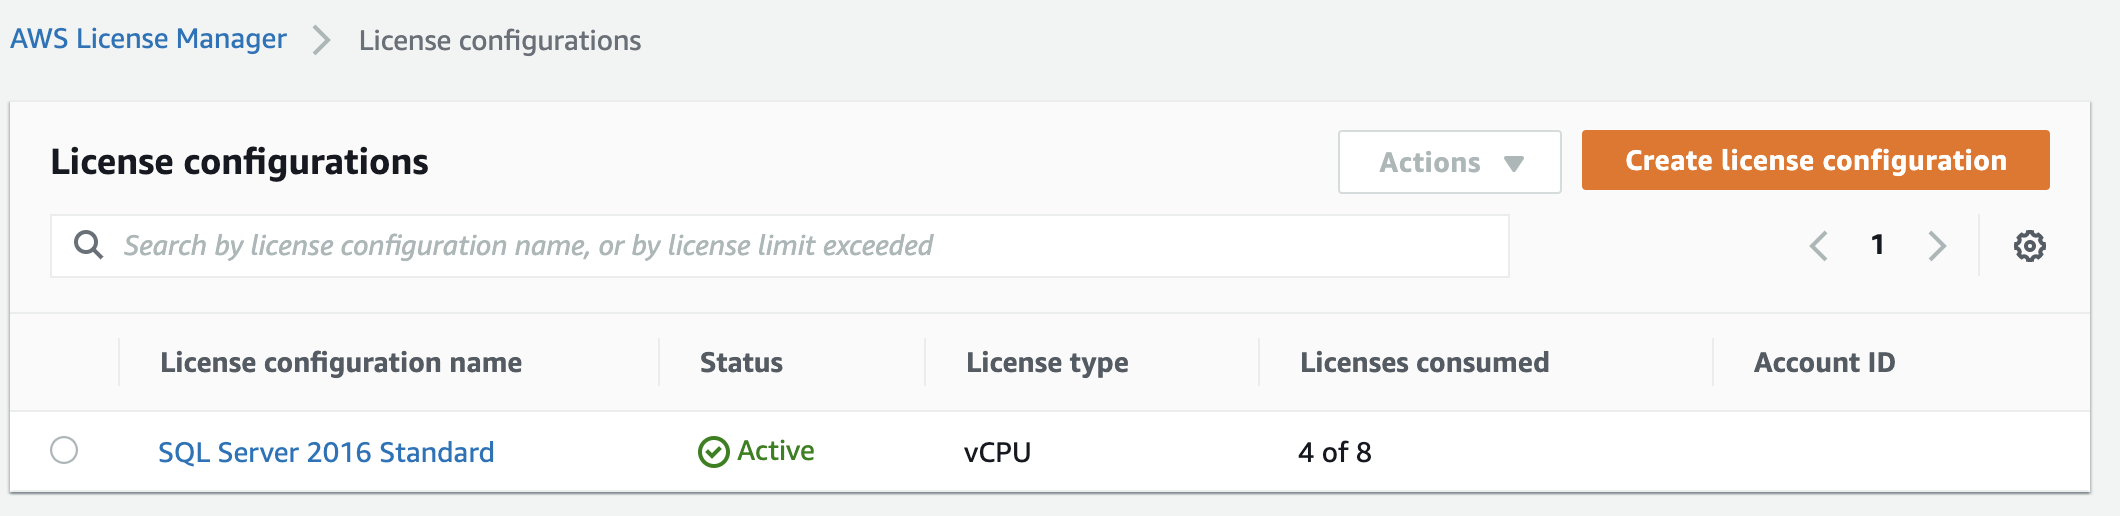 AWS License Manager > License configurations
License configurations
Actions
Create license configuration
Search by license configuration name, or by license limit exceeded
1
License configuration name Status License type Licenses consumed Account ID
SQL Server 2016 Standard Active vCPU 4 of 8